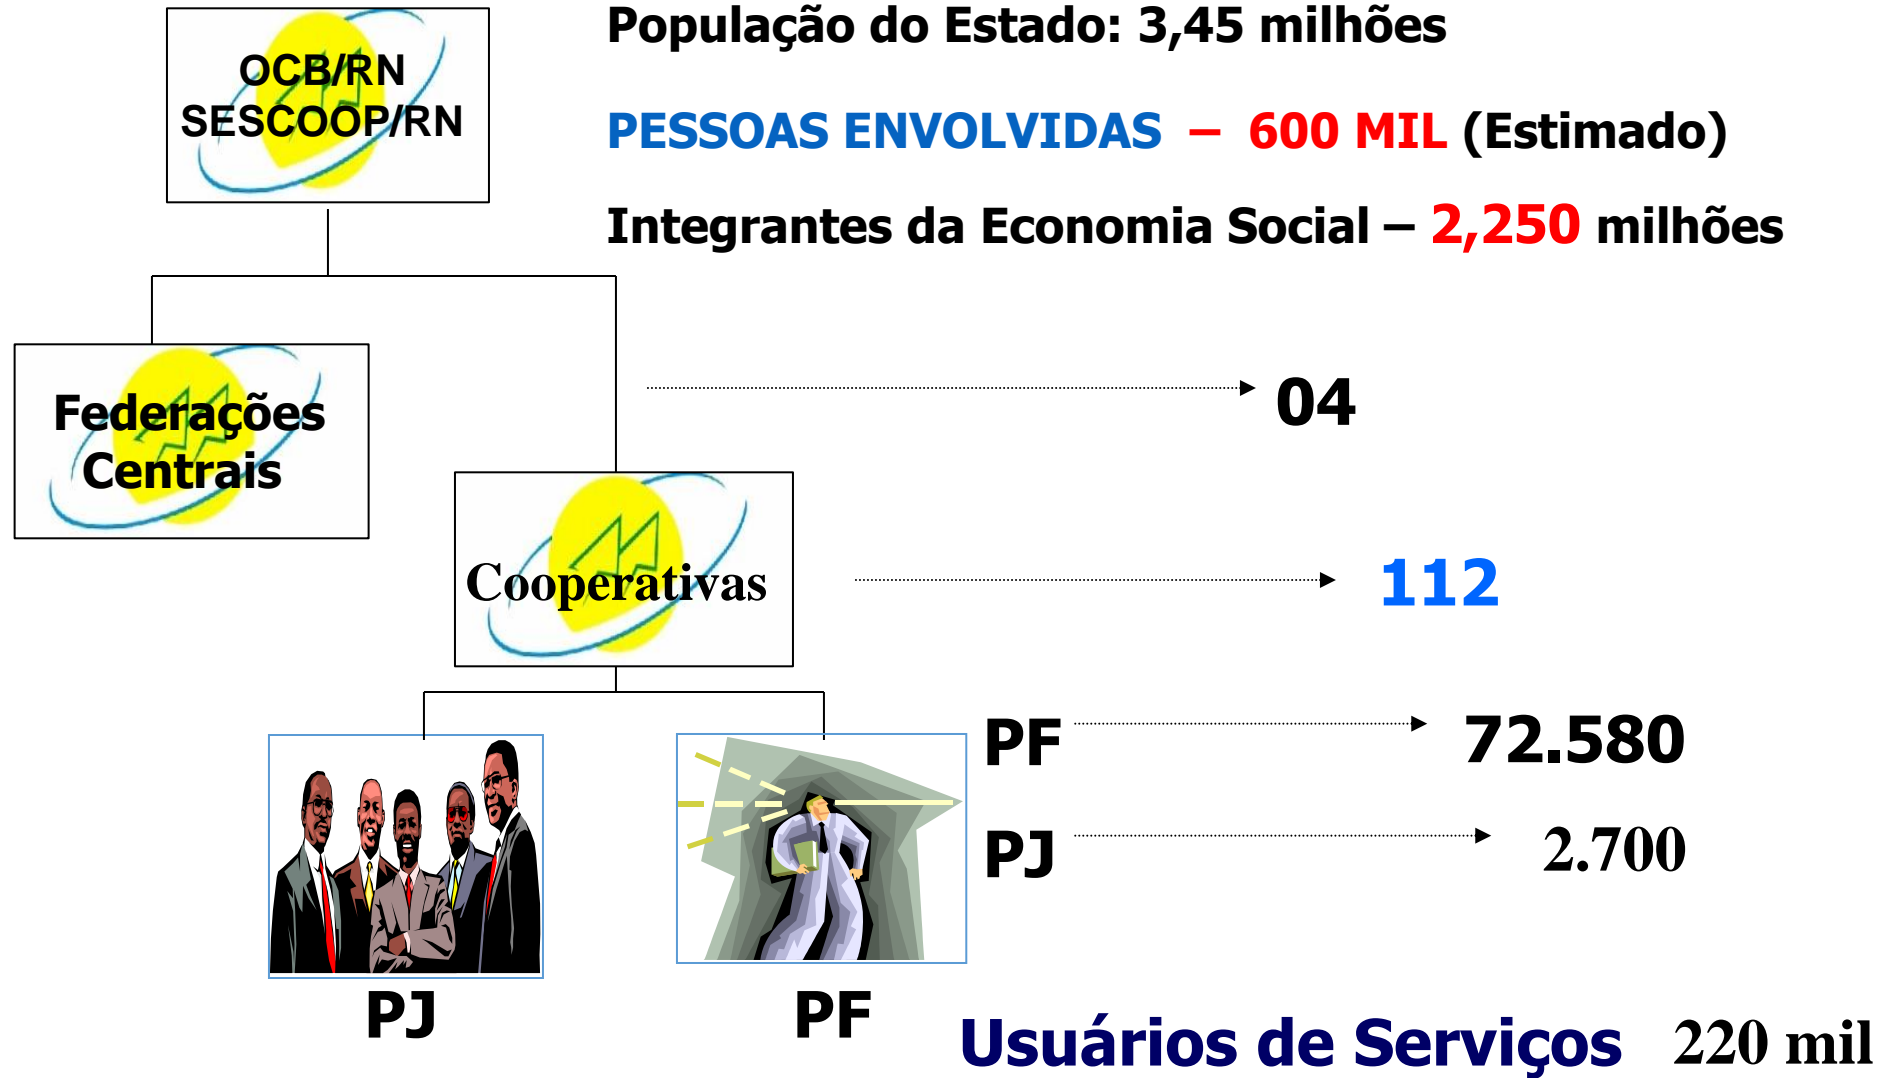 OCB/RN
SESCOOP/RN
População do Estado: 3,45 milhões
PESSOAS ENVOLVIDAS – 600 MIL (Estimado)
Integrantes da Economia Social – 2,250 milhões
Federações
Centrais
04
Cooperativas
112
PF
72.580
PJ
2.700
PJ
PF
Usuários de Serviços 220 mil